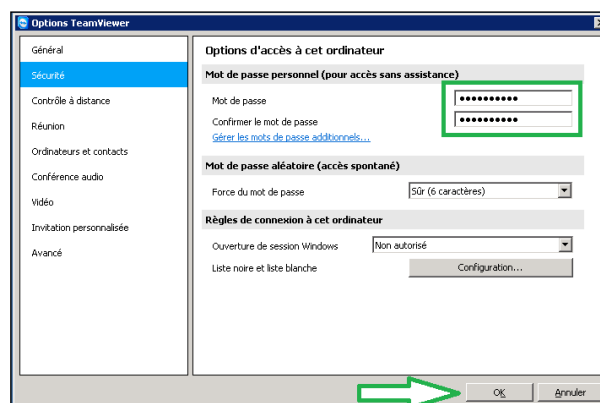 Options TeamViewer
Général
Sécurité
Contrôle à distance
Réunion
Ordinateurs et contacts
Conférence audio
Vidéo
Invitation personnalisée
Avancé
Options d'accès à cet ordinateur
Mot de passe personnel (pour accès sans assistance)
Mot de passe ●●●●●●●●●●
Confirmer le mot de passe ●●●●●●●●●●
Gérer les mots de passe additionnels...
Mot de passe aléatoire (accès spontané)
Force du mot de passe Sûr (6 caractères)
Règles de connexion à cet ordinateur
Ouverture de session Windows Non autorisé
Liste noire et liste blanche Configuration...
OK Annuler